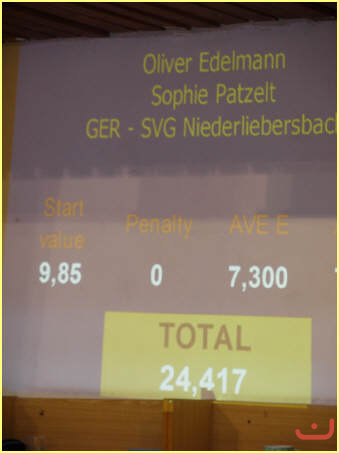 Oliver Edelmann
Sophie Patzelt
GER - SVG Niederliebersbach
Start value Penalty AVE E
9,85 0 7,300
TOTAL
24,417